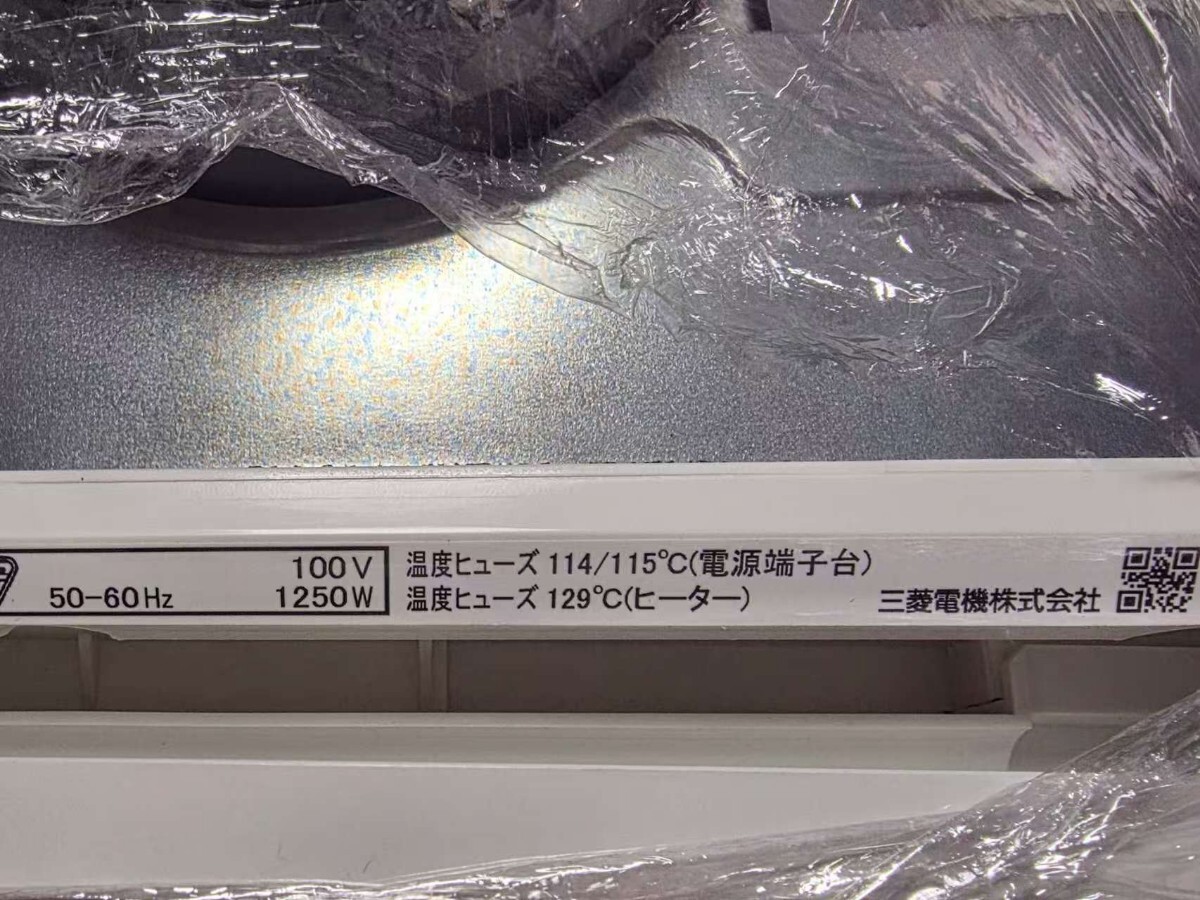 100V
50-60Hz 1250W
温度ヒューズ 114/115℃(電源端子台)
温度ヒューズ 129℃(ヒーター)
三菱電機株式会社